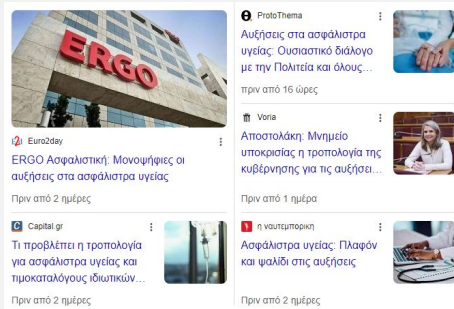 ERGO
Euro2day
ERGO Ασφαλιστική: Μονοψήφιες οι
αυξήσεις στα ασφάλιστρα υγείας
Πριν από 2 ημέρες
Capital.gr
Τι προβλέπει η τροπολογία
για ασφάλιστρα υγείας και
τιμοκαταλόγους ιδιωτικών...
Πριν από 2 ημέρες
ProtoThema
Αυξήσεις στα ασφάλιστρα
υγείας: Ουσιαστικό διάλογο
με την Πολιτεία και όλους...
πριν από 16 ώρες
Voria
Αποστολάκη: Μνημείο
υποκρισίας η τροπολογία της
κυβέρνησης για τις αυξήσει...
Πριν από 1 ημέρα
η ναυτεμπορικη
Ασφάλιστρα υγείας: Πλαφόν
και ψαλίδι στις αυξήσεις
Πριν από 2 ημέρες